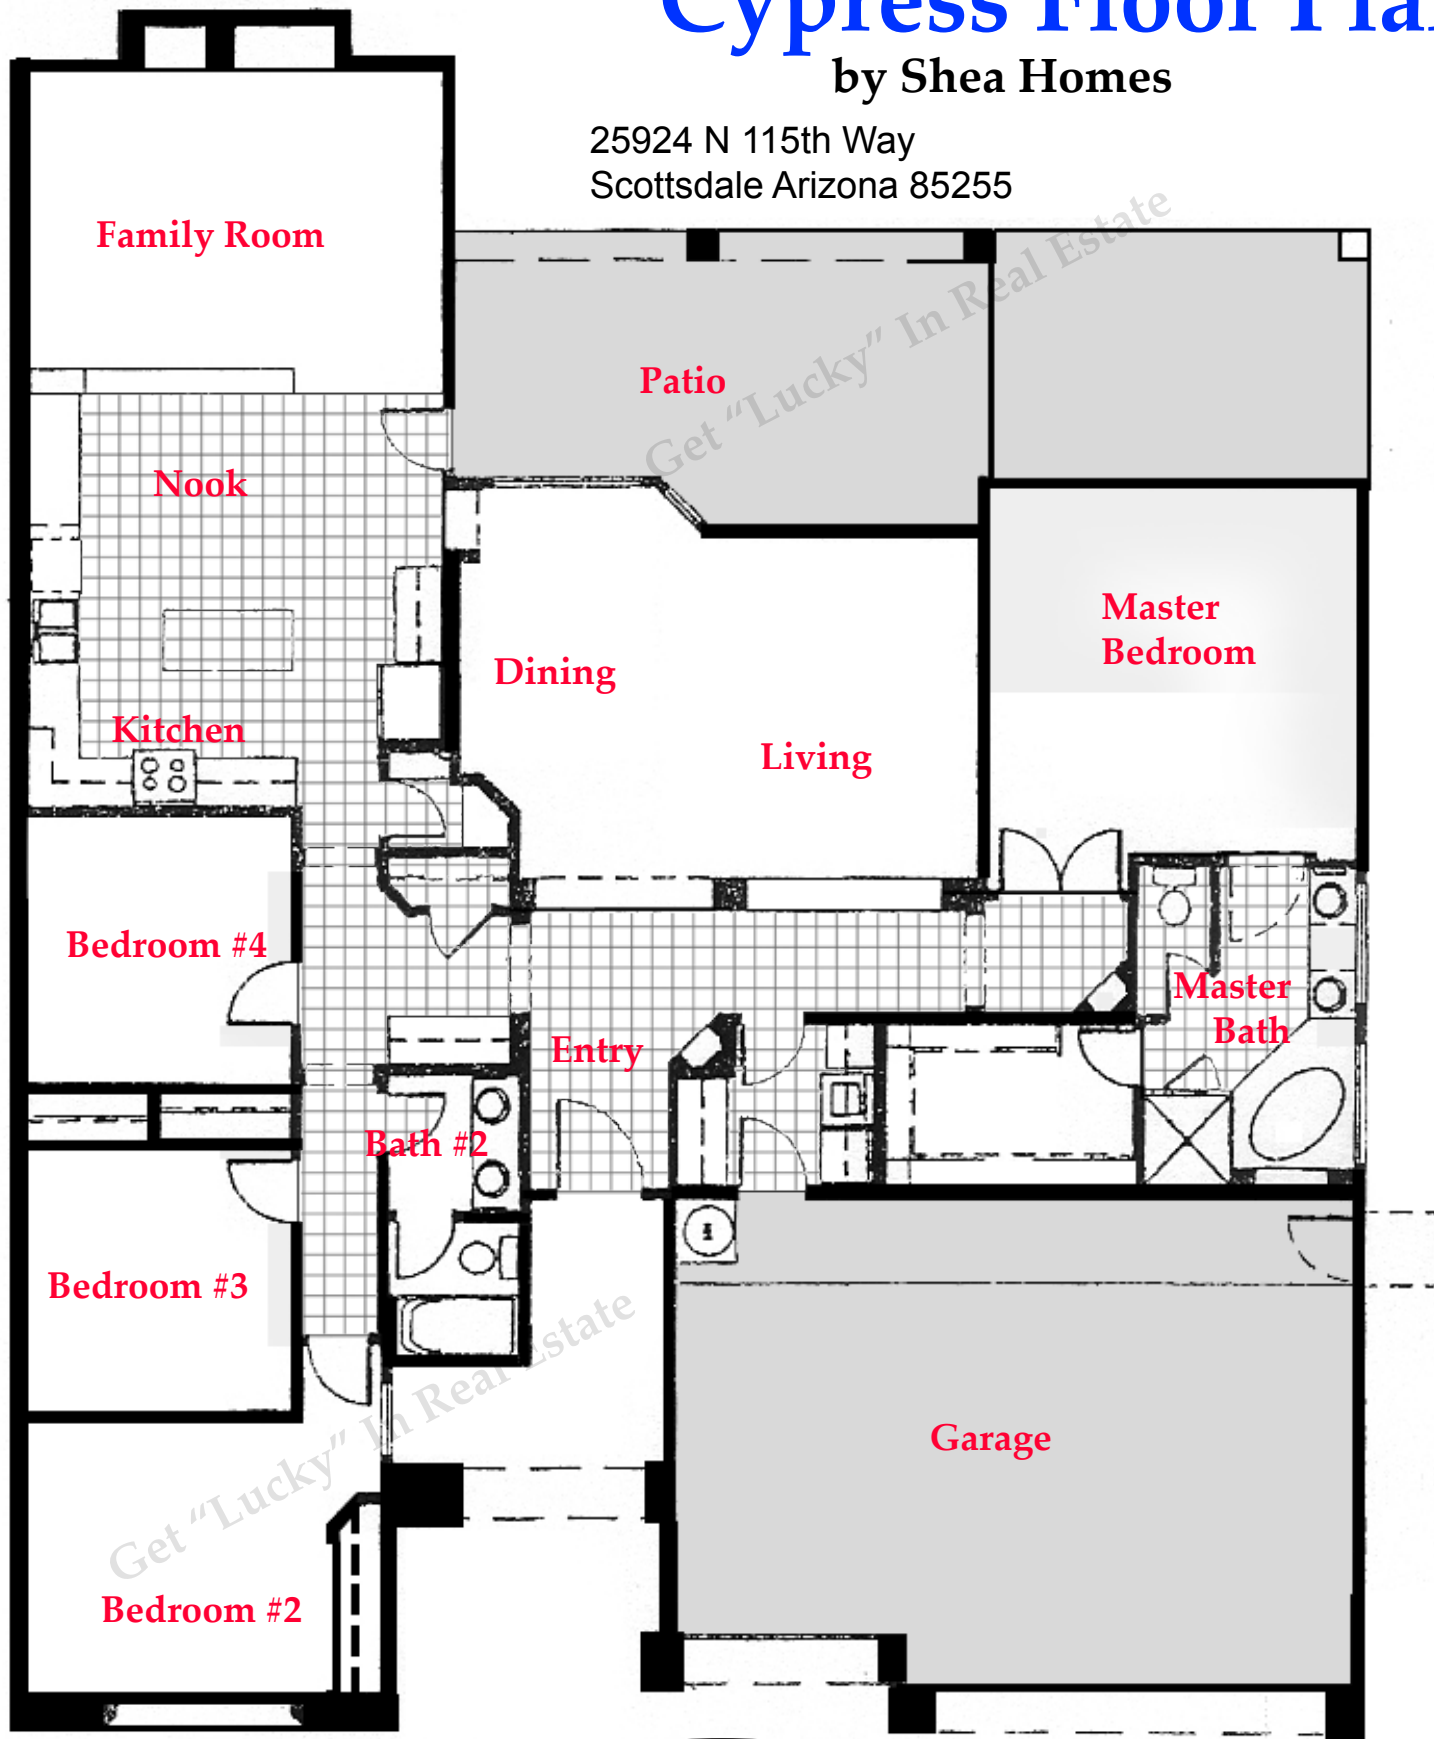 Cypress Floor Plan
by Shea Homes
25924 N 115th Way
Scottsdale Arizona 85255
Family Room
Patio
Get "Lucky" In Real Estate
Nook
Master
Bedroom
Dining
Kitchen
Living
Bedroom #4
Master
Bath
Entry
Bath #2
Bedroom #3
Garage
Get "Lucky" In Real Estate
Bedroom #2